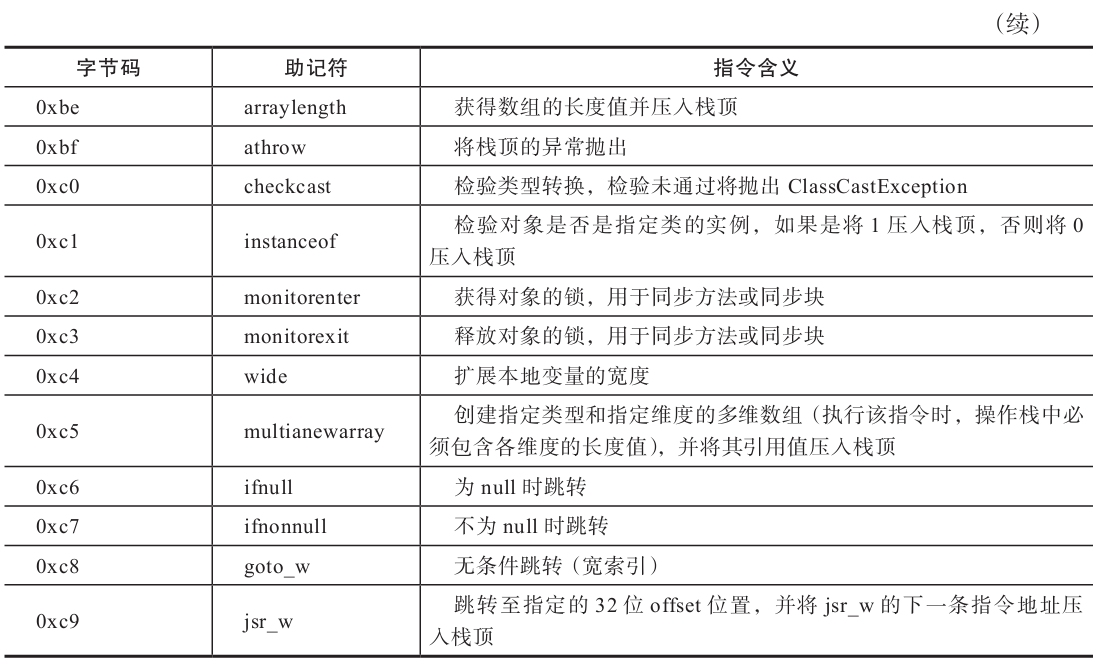 （续）
字节码 助记符 指令含义
0xbe arraylength 获得数组的长度值并压入栈顶
0xbf athrow 将栈顶的异常抛出
0xc0 checkcast 检验类型转换，检验未通过将抛出 ClassCastException
0xc1 instanceof 检验对象是否是指定类的实例，如果是将 1 压入栈顶，否则将 0
压入栈顶
0xc2 monitorenter 获得对象的锁，用于同步方法或同步块
0xc3 monitorexit 释放对象的锁，用于同步方法或同步块
0xc4 wide 扩展本地变量的宽度
0xc5 multianewarray 创建指定类型和指定维度的多维数组（执行该指令时，操作栈中必
须包含各维度的长度值），并将其引用值压入栈顶
0xc6 ifnull 为 null 时跳转
0xc7 ifnonnull 不为 null 时跳转
0xc8 goto_w 无条件跳转（宽索引）
0xc9 jsr_w 跳转至指定的 32 位 offset 位置，并将 jsr_w 的下一条指令地址压
入栈顶